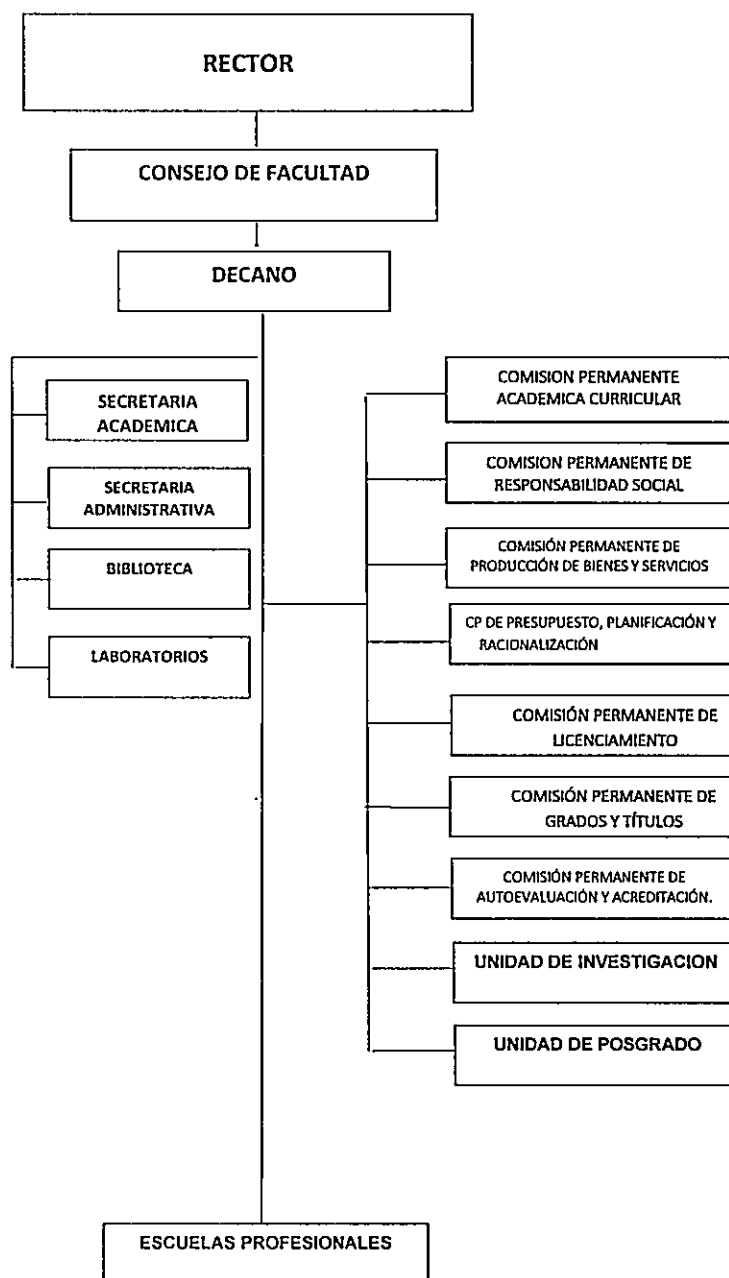 RECTOR
CONSEJO DE FACULTAD
DECANO
SECRETARIA
ACADEMICA
SECRETARIA
ADMINISTRATIVA
BIBLIOTECA
LABORATORIOS
COMISION PERMANENTE
ACADEMICA CURRICULAR
COMISION PERMANENTE DE
RESPONSABILIDAD SOCIAL
COMISIÓN PERMANENTE DE
PRODUCCIÓN DE BIENES Y SERVICIOS
CP DE PRESUPUESTO, PLANIFICACIÓN Y
RACIONALIZACIÓN
COMISIÓN PERMANENTE DE
LICENCIAMIENTO
COMISIÓN PERMANENTE DE
GRADOS Y TÍTULOS
COMISIÓN PERMANENTE DE
AUTOEVALUACIÓN Y ACREDITACIÓN.
UNIDAD DE INVESTIGACION
UNIDAD DE POSGRADO
ESCUELAS PROFESIONALES